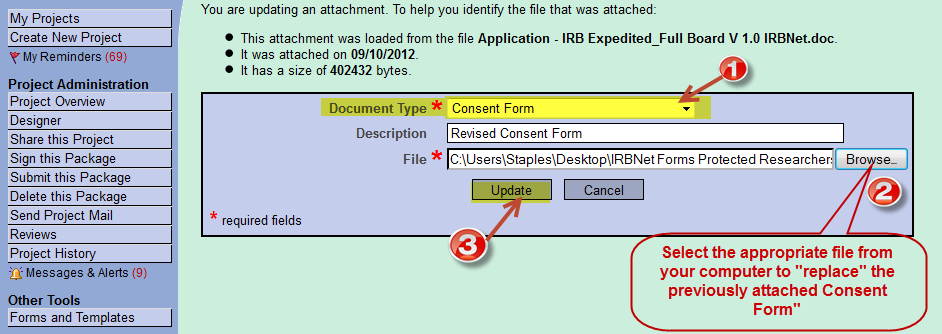 My Projects
Create New Project
My Reminders (69)
Project Administration
Project Overview
Designer
Share this Project
Sign this Package
Submit this Package
Delete this Package
Send Project Mail
Reviews
Project History
Messages & Alerts (9)
Other Tools
Forms and Templates
You are updating an attachment. To help you identify the file that was attached:
This attachment was loaded from the file Application - IRB Expedited_Full Board V 1.0 IRBNet.doc.
It was attached on 09/10/2012.
It has a size of 402432 bytes.
1
Document Type * Consent Form
Description Revised Consent Form
File * C:\Users\Staples\Desktop\IRBNet Forms Protected Researchers Browse...
2
Update Cancel
* required fields
3
Select the appropriate file from
your computer to "replace" the
previously attached Consent
Form"